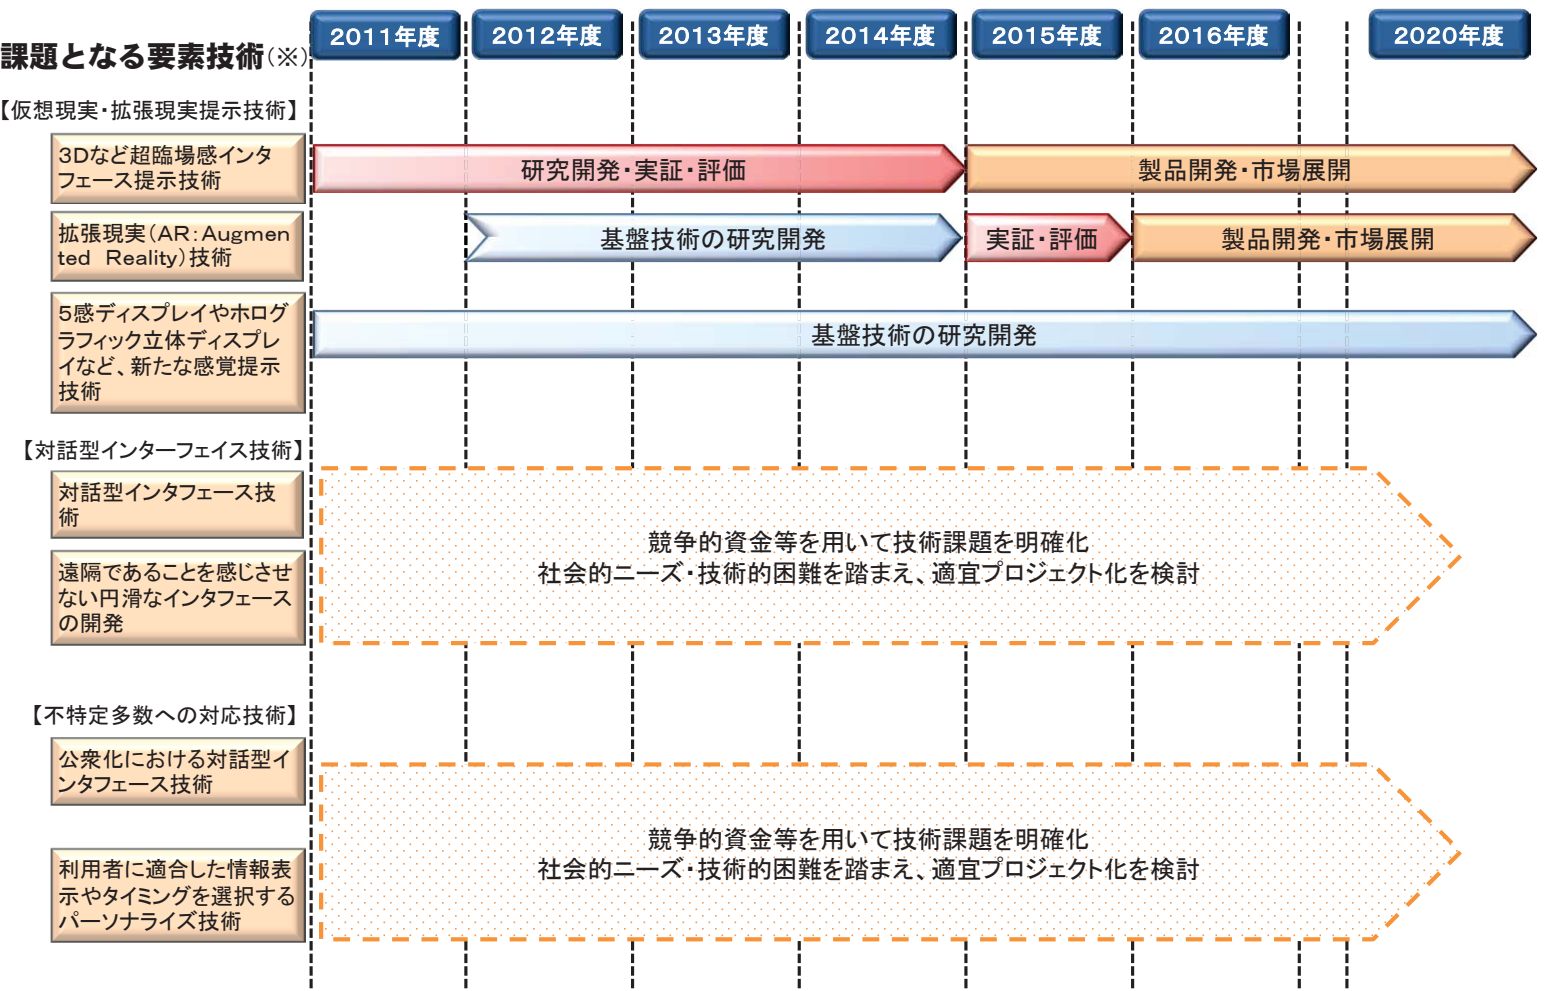 2011年度
2012年度
2013年度
2014年度
2015年度
2016年度
2020年度
課題となる要素技術(※)
【仮想現実・拡張現実提示技術】
3Dなど超臨場感インタ
フェース提示技術
研究開発・実証・評価
製品開発・市場展開
拡張現実(AR:Augmen
ted Reality)技術
基盤技術の研究開発
実証・評価
製品開発・市場展開
5感ディスプレイやホログ
ラフィック立体ディスプレ
イなど、新たな感覚提示
技術
基盤技術の研究開発
【対話型インターフェイス技術】
対話型インタフェース技
術
遠隔であることを感じさせ
ない円滑なインタフェース
の開発
競争的資金等を用いて技術課題を明確化
社会的ニーズ・技術的困難を踏まえ、適宜プロジェクト化を検討
【不特定多数への対応技術】
公衆化における対話型イ
ンタフェース技術
利用者に適合した情報表
示やタイミングを選択する
パーソナライズ技術
競争的資金等を用いて技術課題を明確化
社会的ニーズ・技術的困難を踏まえ、適宜プロジェクト化を検討